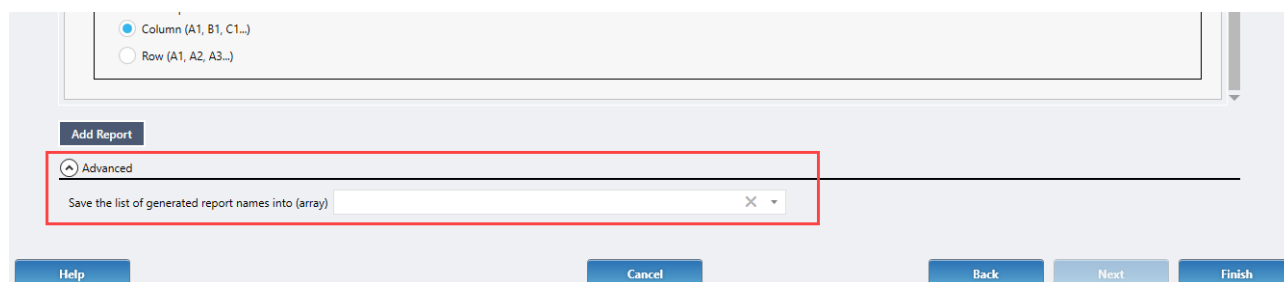 Column (A1, B1, C1...)
Row (A1, A2, A3...)
Add Report
Advanced
Save the list of generated report names into (array)
Help Cancel Back Next Finish